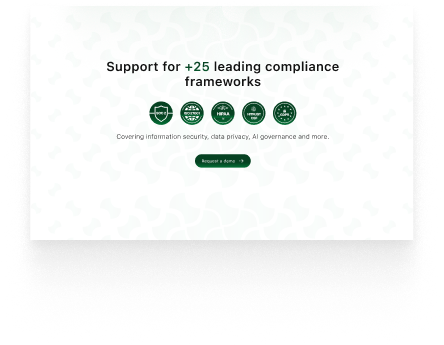 Support for +25 leading compliance
frameworks
SOC 2 ISO 27001 HIPAA HITRUST GDPR
Covering information security, data privacy, AI governance and more.
Request a demo →